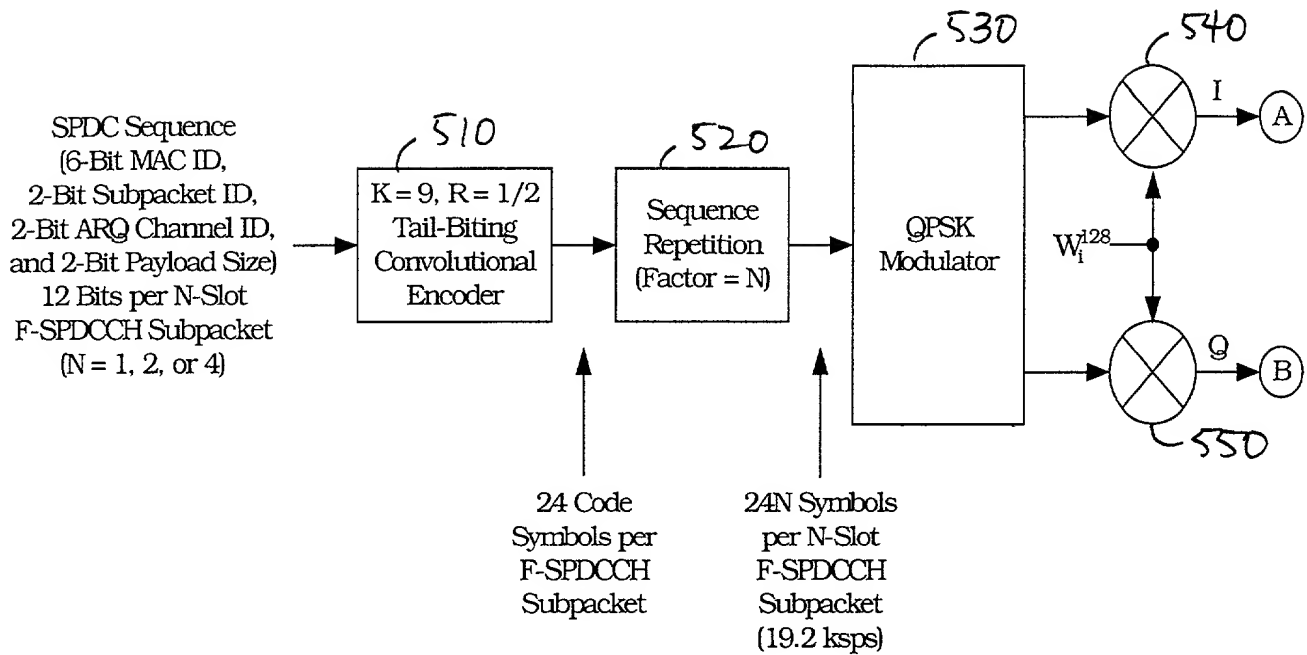 SPDC Sequence
(6-Bit MAC ID,
2-Bit Subpacket ID,
2-Bit ARQ Channel ID,
and 2-Bit Payload Size)
12 Bits per N-Slot
F-SPDCCH Subpacket
(N = 1, 2, or 4)
510
K = 9, R = 1/2
Tail-Biting
Convolutional
Encoder
520
Sequence
Repetition
(Factor = N)
530
QPSK
Modulator
540
I
A
W_i^128
Q
B
550
24 Code
Symbols per
F-SPDCCH
Subpacket
24N Symbols
per N-Slot
F-SPDCCH
Subpacket
(19.2 ksps)